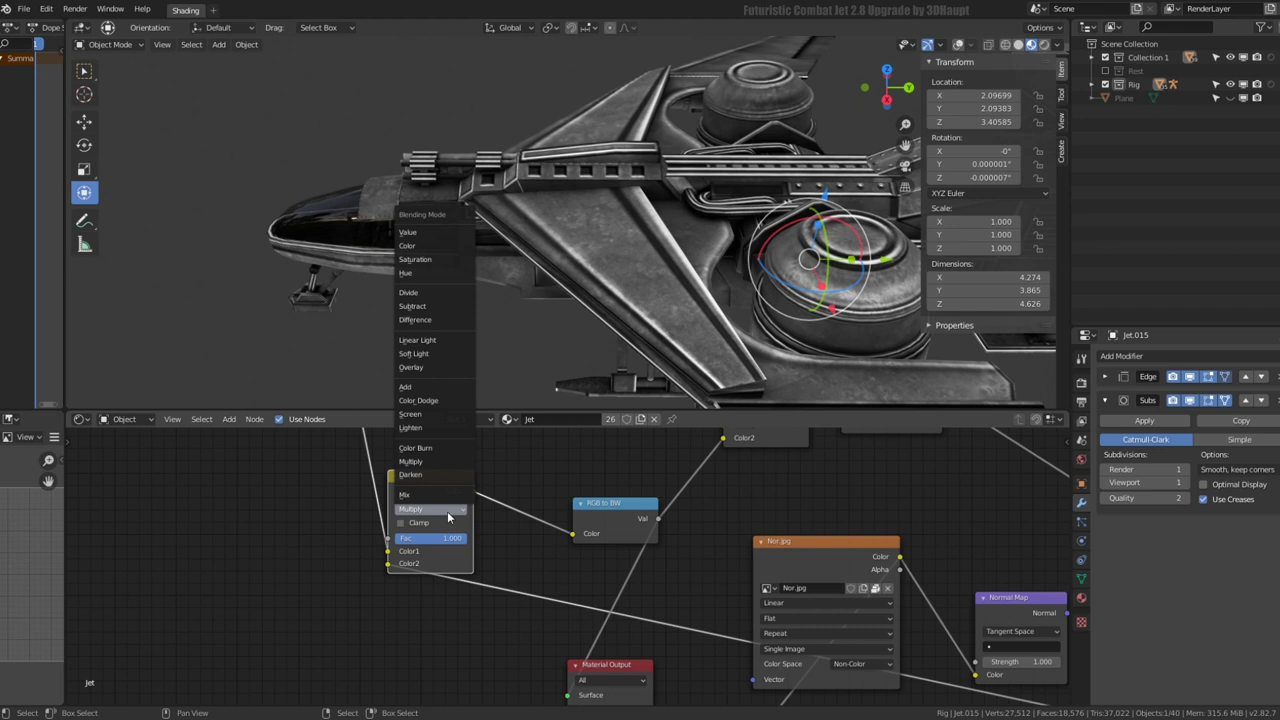 File Edit Render Window Help Shading +
Futuristic Combat Jet 2.8 Upgrade by 3DHaupt
Scene RenderLayer
Dope S Orientation: Default Drag: Select Box Global Options
1 Object Mode View Select Add Object
Summa
Transform
Location:
X 2.09699
Y 2.09383
Z 3.40585
Rotation:
X -0°
Y 0.000001°
Z -0.000007°
XYZ Euler
Scale:
X 1.000
Y 1.000
Z 1.000
Dimensions:
X 4.274
Y 3.865
Z 4.626
Properties
Item
Tool
View
Create
Z
Y
X
Scene Collection
Collection 1
Rest
Rig
Plane
Blending Mode
Value
Color
Saturation
Hue
Divide
Subtract
Difference
Linear Light
Soft Light
Overlay
Add
Color Dodge
Screen
Lighten
Color Burn
Multiply
Darken
Mix
Multiply
Clamp
Fac 1.000
Color1
Color2
Object View Select Add Node Use Nodes Jet 26
View
Color2
RGB to BW
Val
Color
Nor.jpg
Color
Alpha
Nor.jpg
Linear
Flat
Repeat
Single Image
Color Space Non-Color
Vector
Normal Map
Normal
Tangent Space
Strength 1.000
Color
Material Output
All
Surface
Jet
Jet.015
Add Modifier
Edge
Subs
Apply Copy
Catmull-Clark Simple
Subdivisions: Options:
Render 1 Smooth, keep corners
Viewport 1 Optimal Display
Quality 2 Use Creases
Select Box Select Pan View Select Box Select
Rig | Jet.015 | Verts:27,512 | Faces:18,576 | Tris:37,022 | Objects:1/40 | Mem: 315.6 MiB | v2.82.7